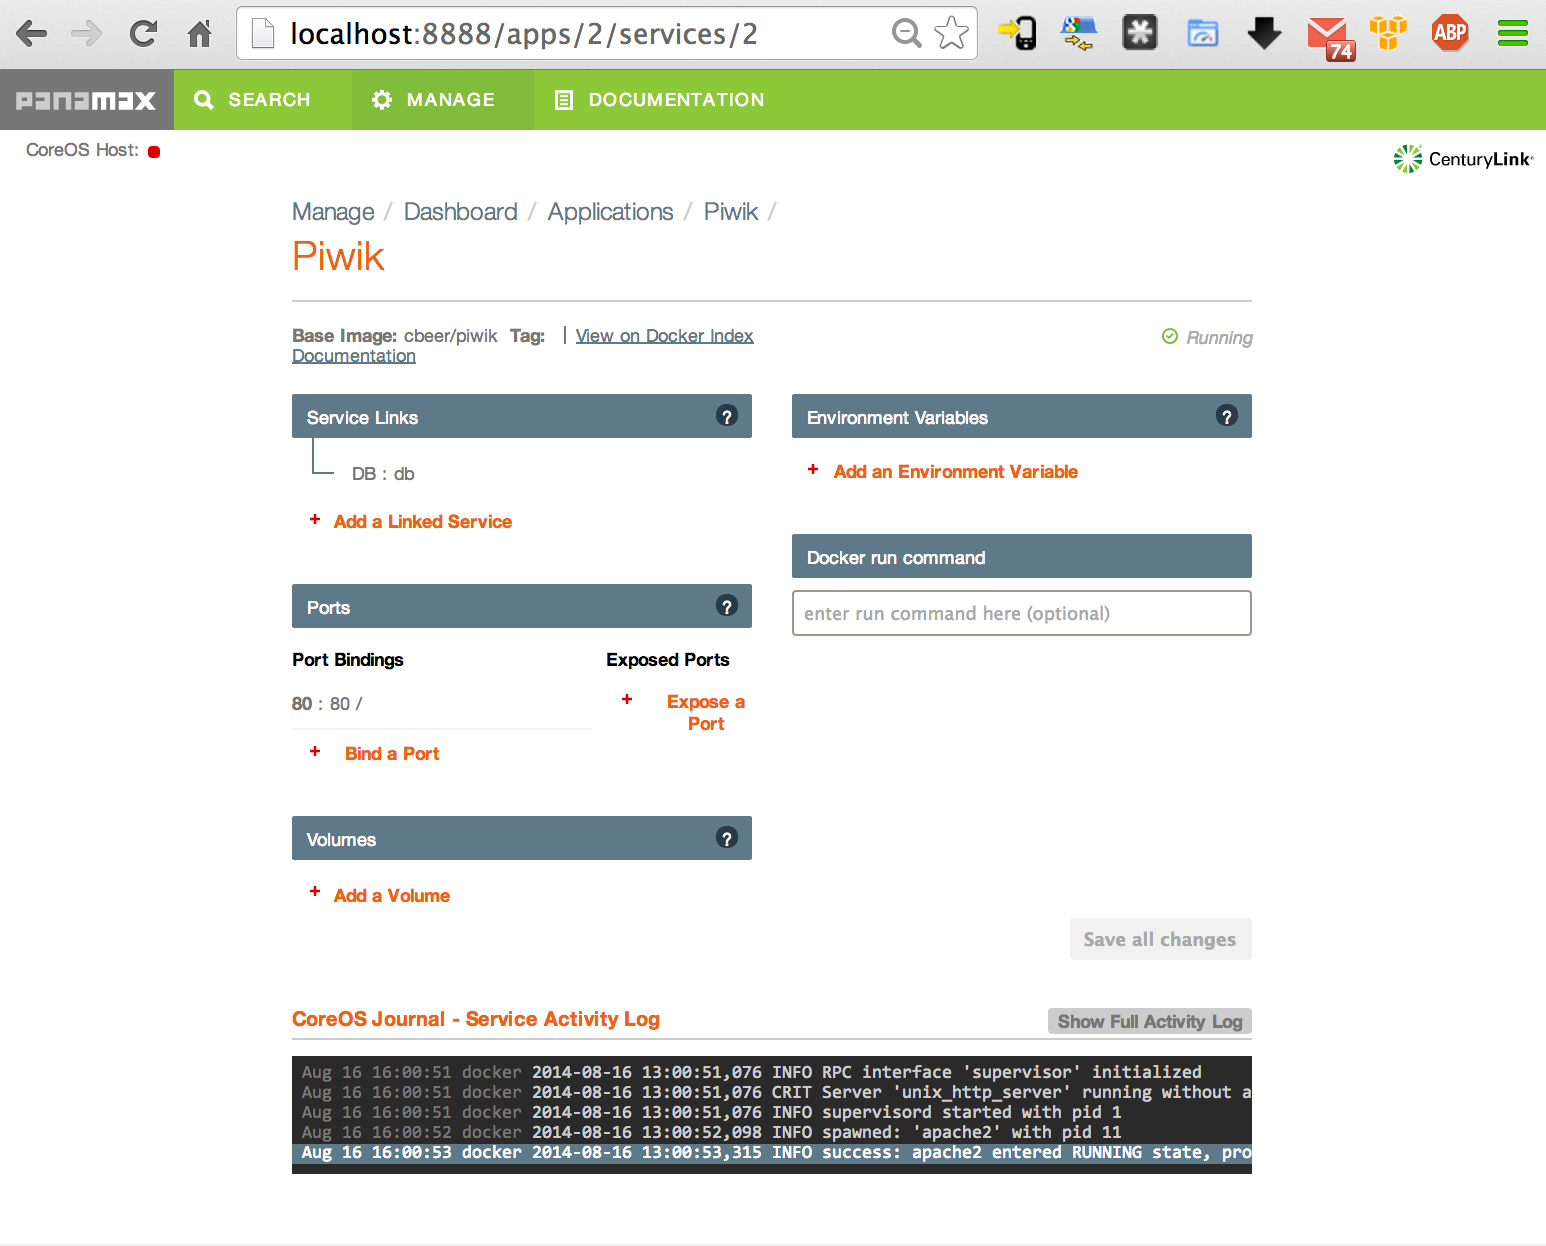 localhost:8888/apps/2/services/2
74
ABP
panamax
SEARCH
MANAGE
DOCUMENTATION
CoreOS Host:
CenturyLink
Manage / Dashboard / Applications / Piwik /
Piwik
Base Image: cbeer/piwik Tag: | View on Docker Index
Documentation
Running
Service Links ?
DB : db
+ Add a Linked Service
Environment Variables ?
+ Add an Environment Variable
Docker run command
enter run command here (optional)
Ports ?
Port Bindings
80 : 80 /
+ Bind a Port
Exposed Ports
+ Expose a
Port
Volumes ?
+ Add a Volume
Save all changes
CoreOS Journal - Service Activity Log
Show Full Activity Log
Aug 16 16:00:51 docker 2014-08-16 13:00:51,076 INFO RPC interface 'supervisor' initialized
Aug 16 16:00:51 docker 2014-08-16 13:00:51,076 CRIT Server 'unix_http_server' running without a
Aug 16 16:00:51 docker 2014-08-16 13:00:51,076 INFO supervisord started with pid 1
Aug 16 16:00:52 docker 2014-08-16 13:00:52,098 INFO spawned: 'apache2' with pid 11
Aug 16 16:00:53 docker 2014-08-16 13:00:53,315 INFO success: apache2 entered RUNNING state, pro